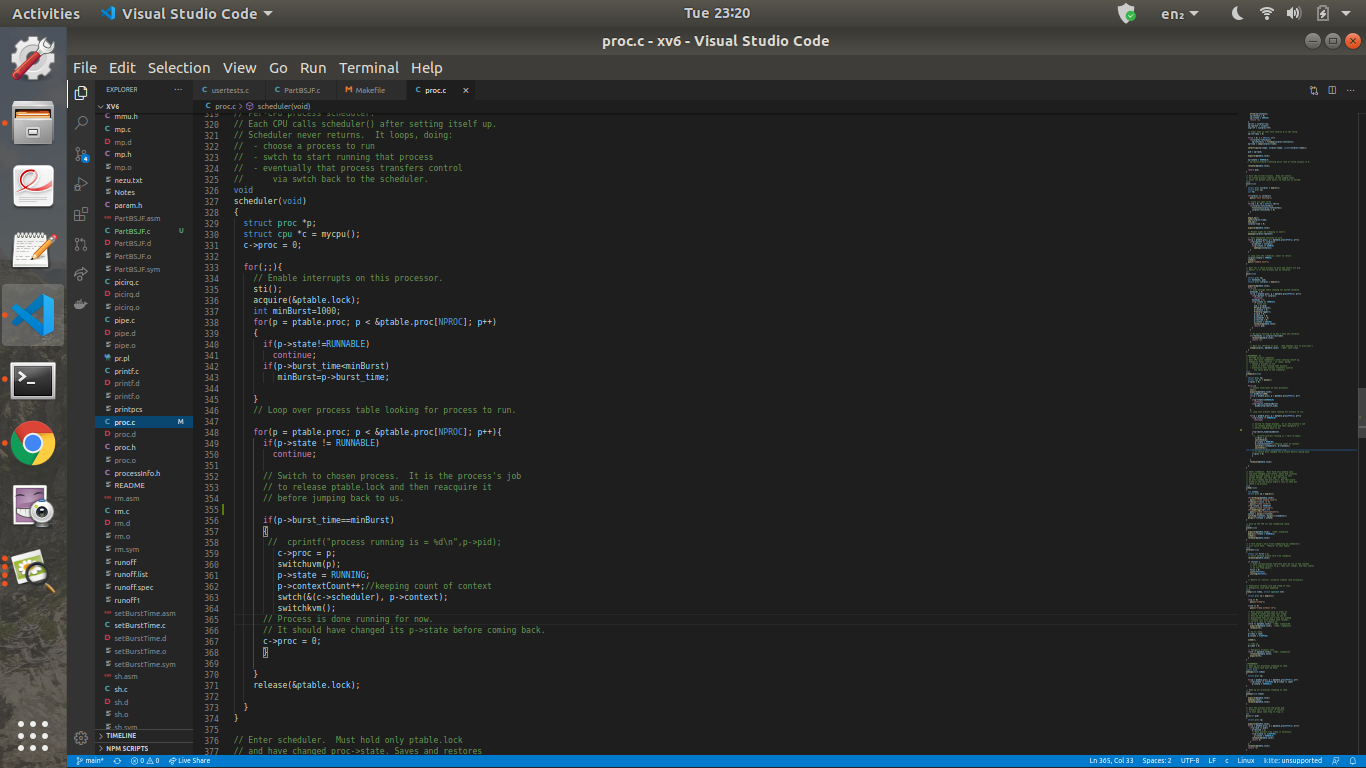 Activities
Visual Studio Code
Tue 23:20
en₂
proc.c - xv6 - Visual Studio Code
File Edit Selection View Go Run Terminal Help
EXPLORER
usertests.c
PartBSJF.c
Makefile
proc.c
XV6
proc.c > scheduler(void)
mmu.h
mp.c
mp.d
mp.h
mp.o
nezu.txt
Notes
param.h
PartBSJF.asm
PartBSJF.c U
PartBSJF.d
PartBSJF.o
PartBSJF.sym
picirq.c
picirq.d
picirq.o
pipe.c
pipe.d
pipe.o
pr.pl
printf.c
printf.d
printf.o
printpcs
proc.c M
proc.d
proc.h
proc.o
processInfo.h
README
rm.asm
rm.c
rm.d
rm.o
rm.sym
runoff
runoff.list
runoff.spec
runoff1
setBurstTime.asm
setBurstTime.c
setBurstTime.d
setBurstTime.o
setBurstTime.sym
sh.asm
sh.c
sh.d
sh.o
sh.sym
TIMELINE
NPM SCRIPTS
319 // Per-CPU process scheduler.
320 // Each CPU calls scheduler() after setting itself up.
321 // Scheduler never returns.  It loops, doing:
322 //  - choose a process to run
323 //  - swtch to start running that process
324 //  - eventually that process transfers control
325 //      via swtch back to the scheduler.
326 void
327 scheduler(void)
328 {
329   struct proc *p;
330   struct cpu *c = mycpu();
331   c->proc = 0;
332
333   for(;;){
334     // Enable interrupts on this processor.
335     sti();
336     acquire(&ptable.lock);
337     int minBurst=1000;
338     for(p = ptable.proc; p < &ptable.proc[NPROC]; p++)
339     {
340       if(p->state!=RUNNABLE)
341         continue;
342       if(p->burst_time<minBurst)
343          minBurst=p->burst_time;
344
345     }
346     // Loop over process table looking for process to run.
347
348     for(p = ptable.proc; p < &ptable.proc[NPROC]; p++){
349       if(p->state != RUNNABLE)
350         continue;
351
352       // Switch to chosen process.  It is the process's job
353       // to release ptable.lock and then reacquire it
354       // before jumping back to us.
355
356       if(p->burst_time==minBurst)
357       {
358        //  cprintf("process running is = %d\n",p->pid);
359          c->proc = p;
360          switchuvm(p);
361          p->state = RUNNING;
362          p->contextCount++;//keeping count of context
363          swtch(&(c->scheduler), p->context);
364          switchkvm();
365       // Process is done running for now.
366       // It should have changed its p->state before coming back.
367       c->proc = 0;
368       }
369
370     }
371     release(&ptable.lock);
372
373   }
374 }
375
376 // Enter scheduler.  Must hold only ptable.lock
377 // and have changed proc->state. Saves and restores
main*
0 0
Live Share
Ln 365, Col 33
Spaces: 2
UTF-8
LF
c
Linux
kite: unsupported